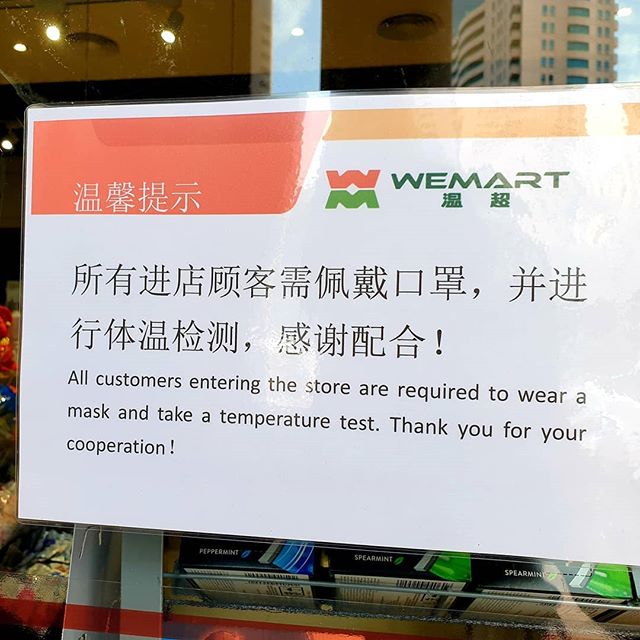 温馨提示
WEMART
温超
所有进店顾客需佩戴口罩，并进
行体温检测，感谢配合！
All customers entering the store are required to wear a
mask and take a temperature test. Thank you for your
cooperation！
PEPPERMINT
SPEARMINT
SPEARMINT